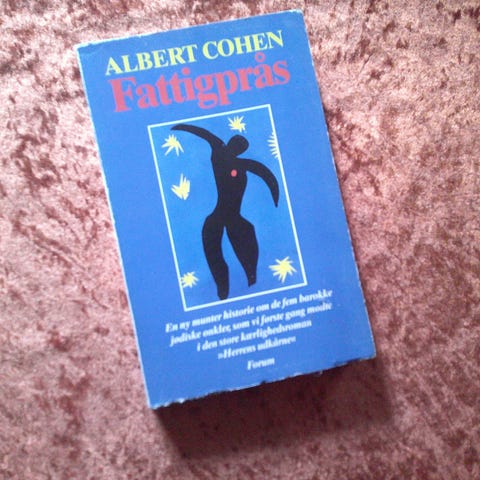 ALBERT COHEN
Fattigprås
En ny munter historie om de fem barokke
jødiske onkler, som vi første gang mødte
i den store kærlighedsroman
»Herrens udkårne«
Forum